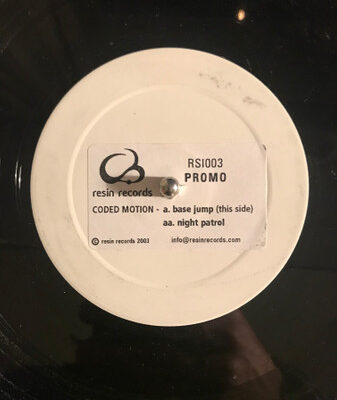 RSI003
PROMO
resin records
CODED MOTION - a. base jump (this side)
aa. night patrol
© resin records 2003 info@resinrecords.com